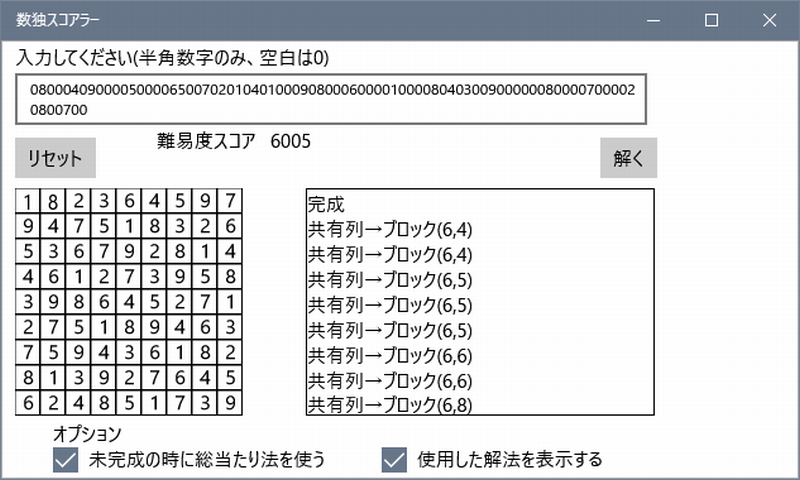 数独スコアラー
入力してください(半角数字のみ、空白は0)
08000409000050000650070201040100090800060000100008040300900000080000700002
0800700
難易度スコア 6005
リセット
解く
1 8 2 3 6 4 5 9 7
9 4 7 5 1 8 3 2 6
5 3 6 7 9 2 8 1 4
4 6 1 2 7 3 9 5 8
3 9 8 6 4 5 2 7 1
2 7 5 1 8 9 4 6 3
7 5 9 4 3 6 1 8 2
8 1 3 9 2 7 6 4 5
6 2 4 8 5 1 7 3 9
完成
共有列→ブロック(6,4)
共有列→ブロック(6,4)
共有列→ブロック(6,5)
共有列→ブロック(6,5)
共有列→ブロック(6,5)
共有列→ブロック(6,6)
共有列→ブロック(6,6)
共有列→ブロック(6,8)
オプション
未完成の時に総当たり法を使う
使用した解法を表示する